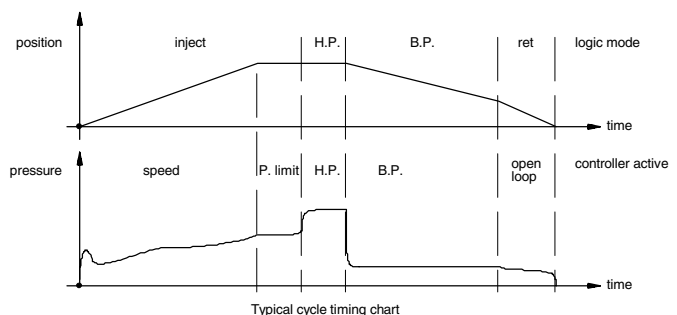 position inject H.P. B.P. ret logic mode
time
pressure speed P. limit H.P. B.P. open loop controller active
time
Typical cycle timing chart